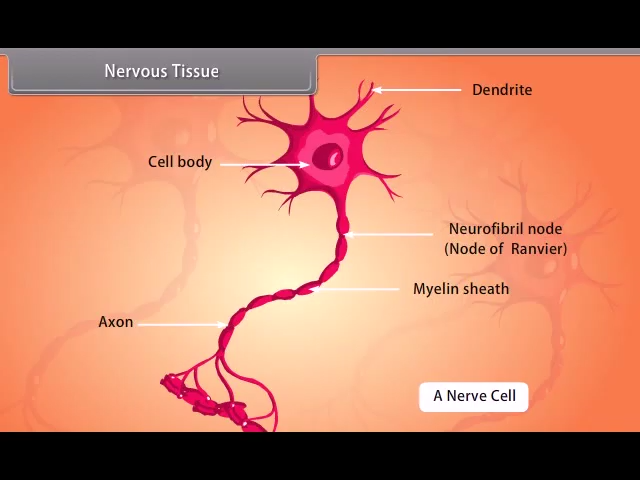 Nervous Tissue
Dendrite
Cell body
Neurofibril node
(Node of Ranvier)
Myelin sheath
Axon
A Nerve Cell